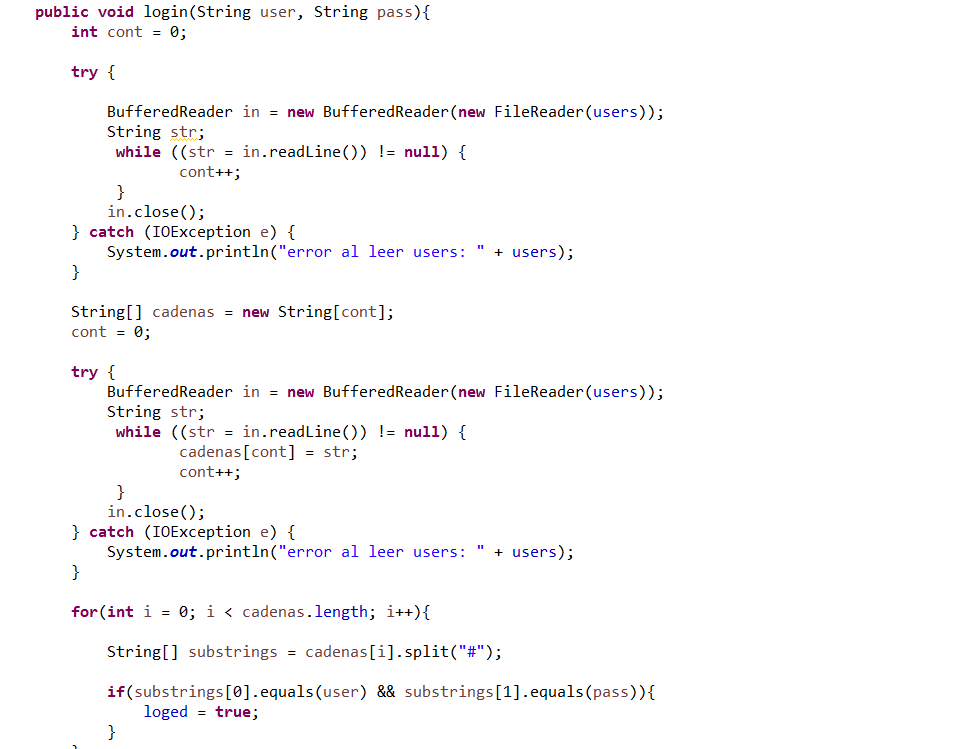 public void login(String user, String pass){
int cont = 0;
try {
BufferedReader in = new BufferedReader(new FileReader(users));
String str;
while ((str = in.readLine()) != null) {
cont++;
}
in.close();
} catch (IOException e) {
System.out.println("error al leer users: " + users);
}
String[] cadenas = new String[cont];
cont = 0;
try {
BufferedReader in = new BufferedReader(new FileReader(users));
String str;
while ((str = in.readLine()) != null) {
cadenas[cont] = str;
cont++;
}
in.close();
} catch (IOException e) {
System.out.println("error al leer users: " + users);
}
for(int i = 0; i < cadenas.length; i++){
String[] substrings = cadenas[i].split("#");
if(substrings[0].equals(user) && substrings[1].equals(pass)){
loged = true;
}
}